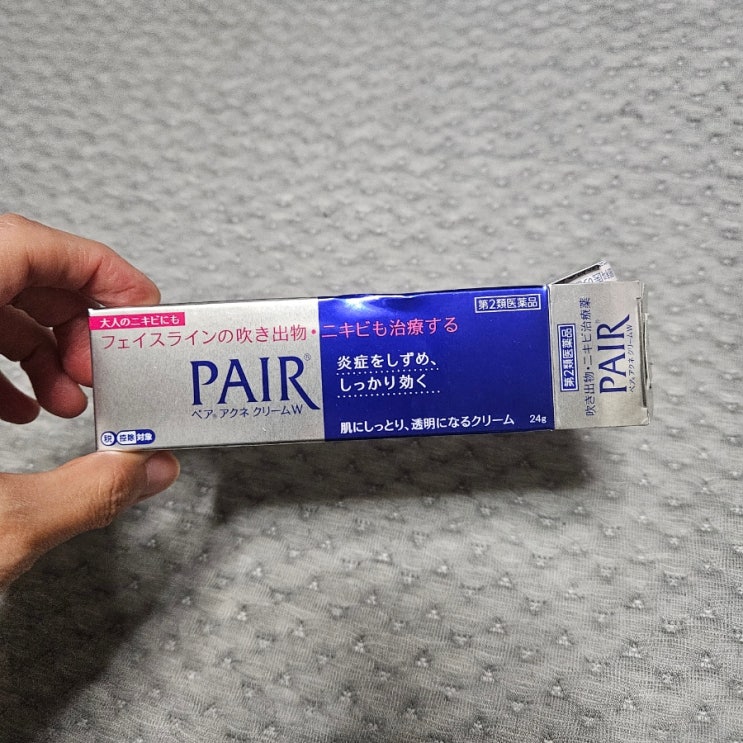 大人のニキビにも
フェイスラインの吹き出物・ニキビも治療する
PAIR®
ペア® アクネ クリームW
税 控除対象
第2類医薬品
炎症をしずめ、
しっかり効く
肌にしっとり、透明になるクリーム
24g
第2類医薬品
吹き出物・ニキビ治療薬
PAIR®
ペア® アクネ クリームW